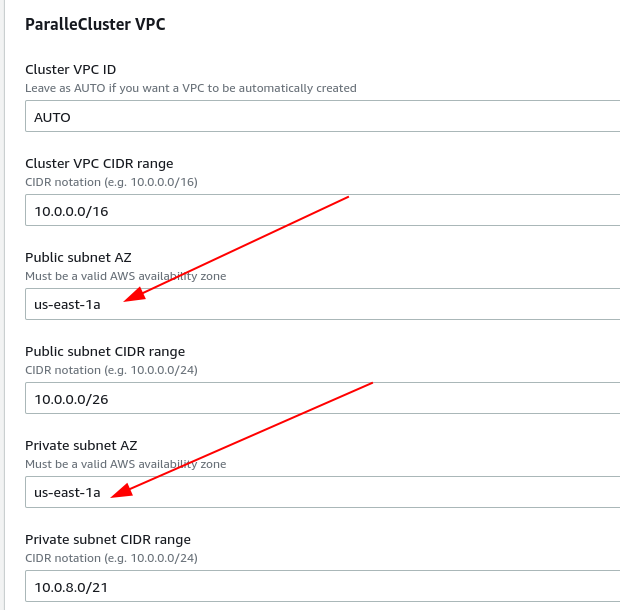 ParalleCluster VPC
Cluster VPC ID
Leave as AUTO if you want a VPC to be automatically created
AUTO
Cluster VPC CIDR range
CIDR notation (e.g. 10.0.0.0/16)
10.0.0.0/16
Public subnet AZ
Must be a valid AWS availability zone
us-east-1a
Public subnet CIDR range
CIDR notation (e.g. 10.0.0.0/24)
10.0.0.0/26
Private subnet AZ
Must be a valid AWS availability zone
us-east-1a
Private subnet CIDR range
CIDR notation (e.g. 10.0.0.0/24)
10.0.8.0/21